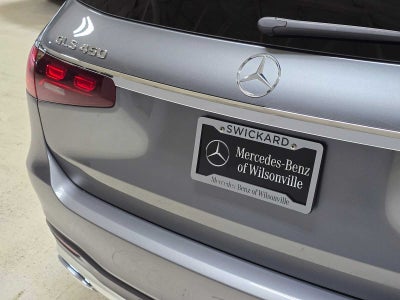 GLS 450
SWICKARD
Mercedes-Benz
of Wilsonville
Mercedes-Benz of Wilsonville